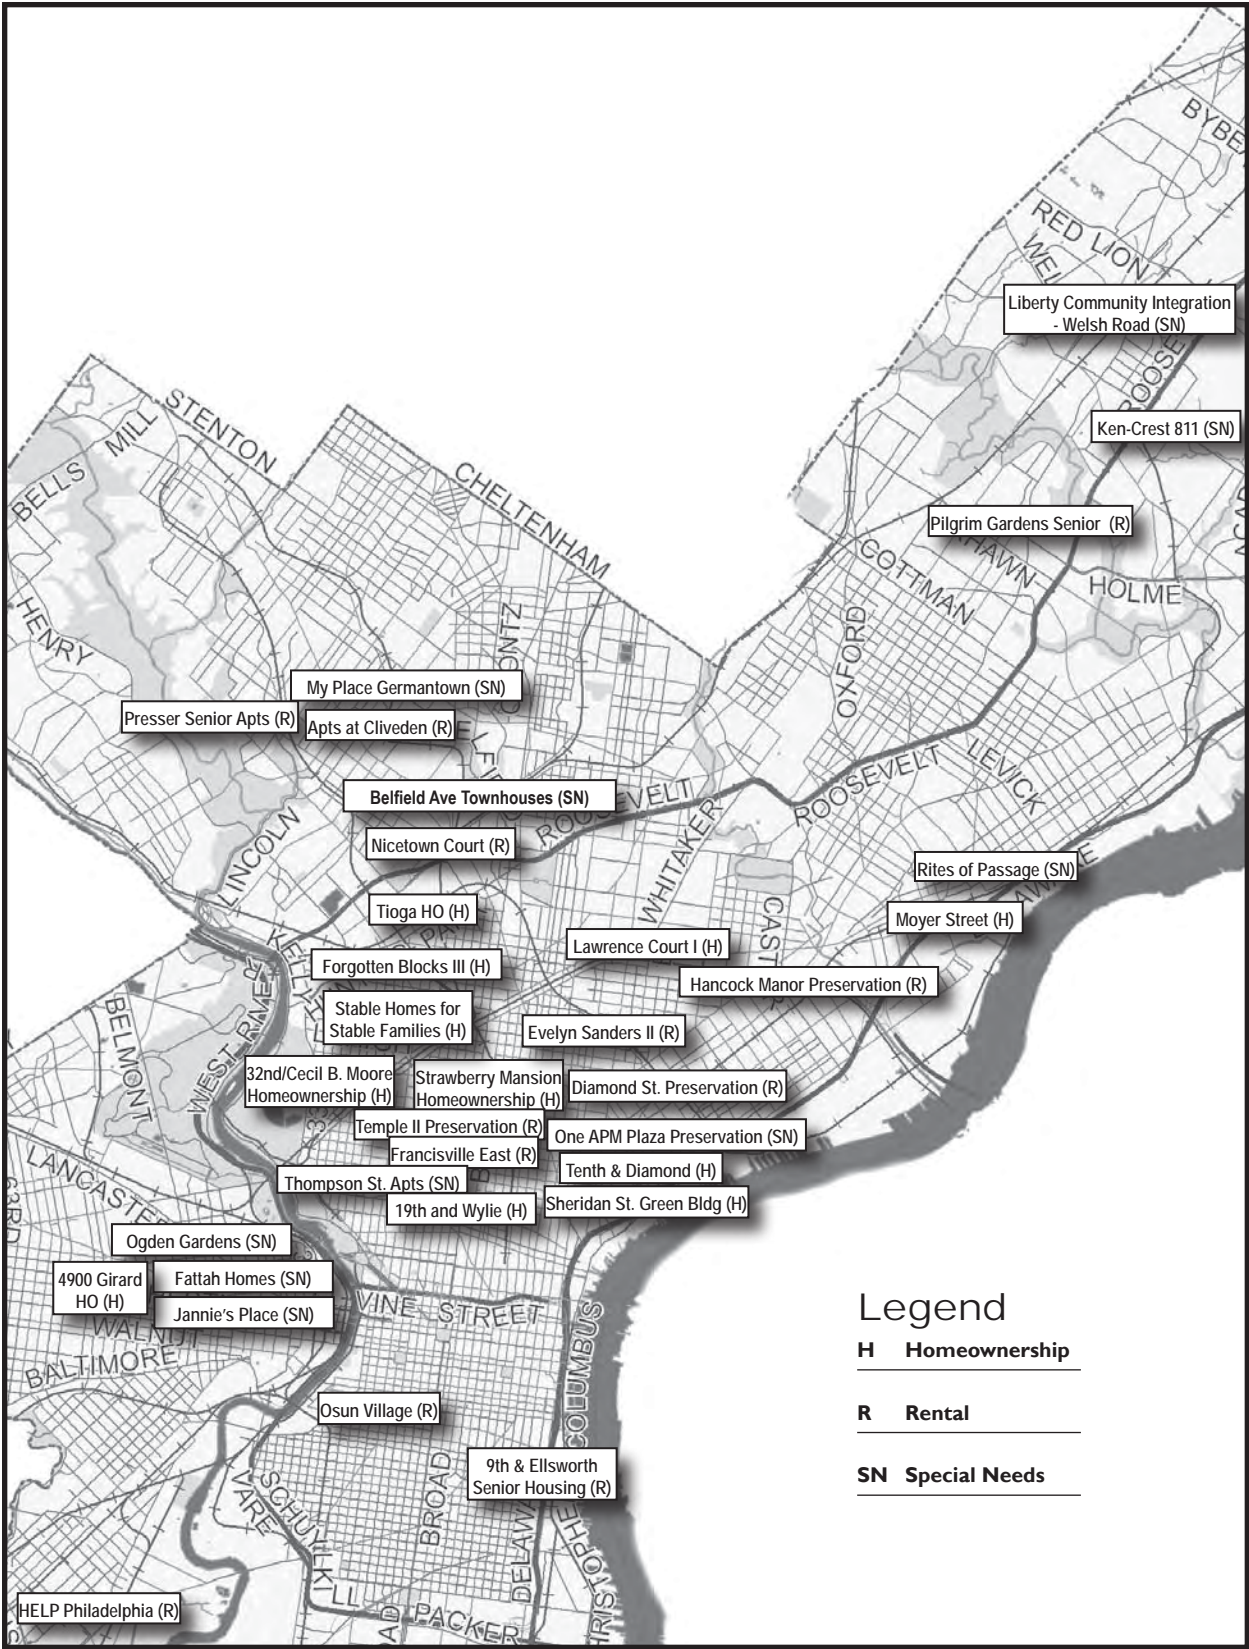 RED LION
Liberty Community Integration
- Welsh Road (SN)
STENTON
BELLS MILL
Ken-Crest 811 (SN)
CHELTENHAM
Pilgrim Gardens Senior (R)
COTTMAN
HOLME
HENRY
OXFORD
My Place Germantown (SN)
Presser Senior Apts (R)
Apts at Cliveden (R)
LEVICK
Belfield Ave Townhouses (SN)
ROOSEVELT
ROOSEVELT
Nicetown Court (R)
LINCOLN
WHITAKER
Rites of Passage (SN)
Tioga HO (H)
Moyer Street (H)
Lawrence Court I (H)
Forgotten Blocks III (H)
Hancock Manor Preservation (R)
WEST RIVER
BELMONT
Stable Homes for
Stable Families (H)
Evelyn Sanders II (R)
32nd/Cecil B. Moore
Homeownership (H)
Strawberry Mansion
Homeownership (H)
Diamond St. Preservation (R)
Temple II Preservation (R)
One APM Plaza Preservation (SN)
Francisville East (R)
Tenth & Diamond (H)
Thompson St. Apts (SN)
19th and Wylie (H)
Sheridan St. Green Bldg (H)
63RD
Ogden Gardens (SN)
4900 Girard
HO (H)
Fattah Homes (SN)
Jannie's Place (SN)
VINE STREET
WALNUT
BALTIMORE
COLUMBUS
Osun Village (R)
9th & Ellsworth
Senior Housing (R)
BROAD
VARE
SCHUYLKILL
HELP Philadelphia (R)
PACKER
Legend
H Homeownership
R Rental
SN Special Needs